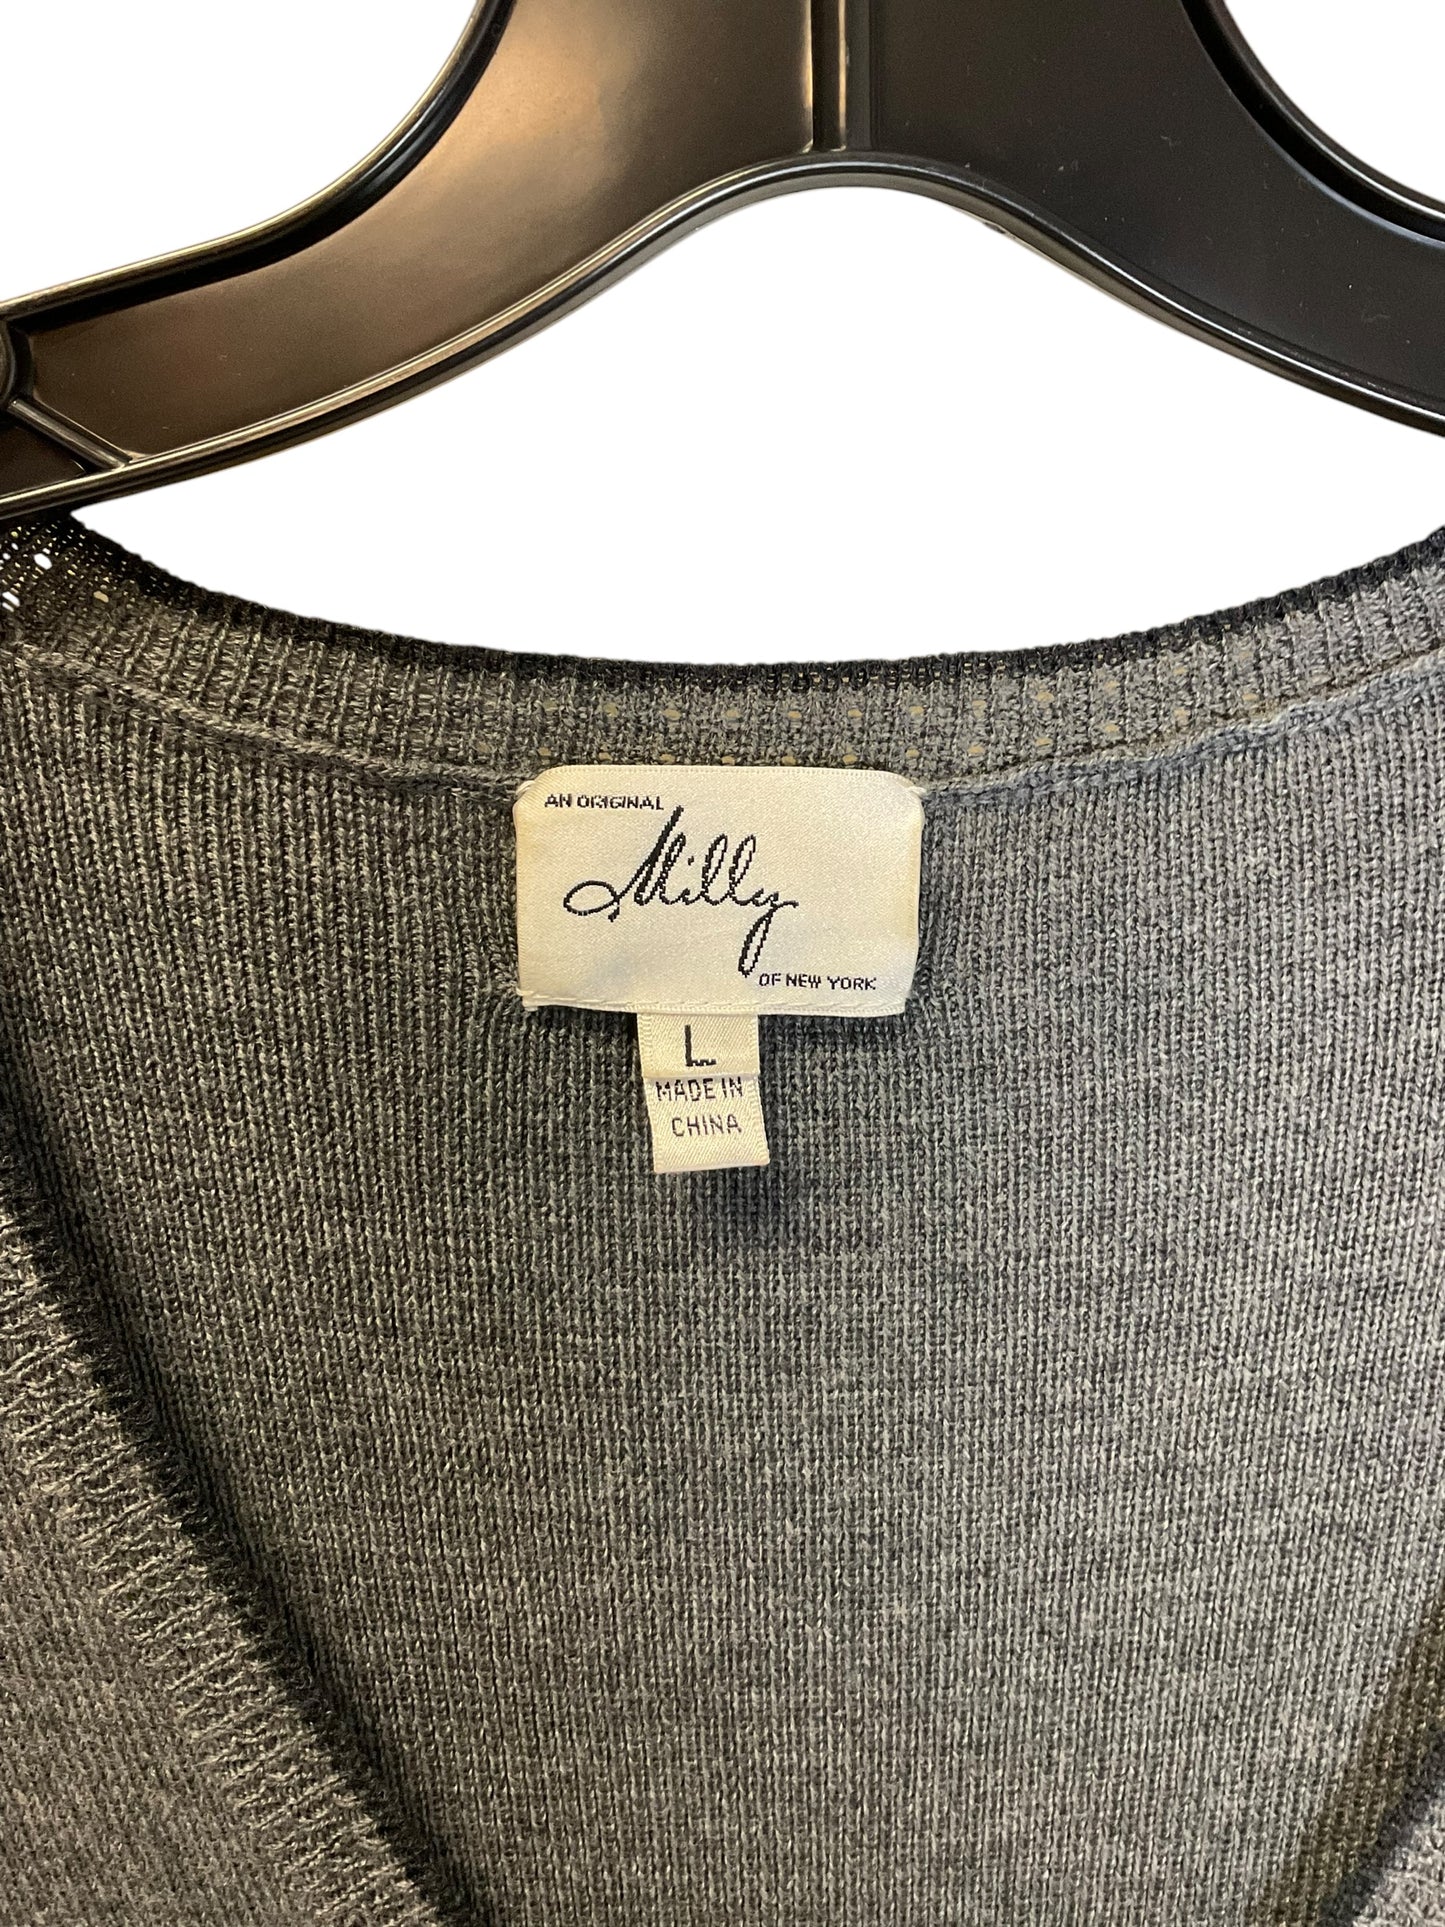 AN ORIGINAL
Milly
OF NEW YORK
L
MADE IN
CHINA